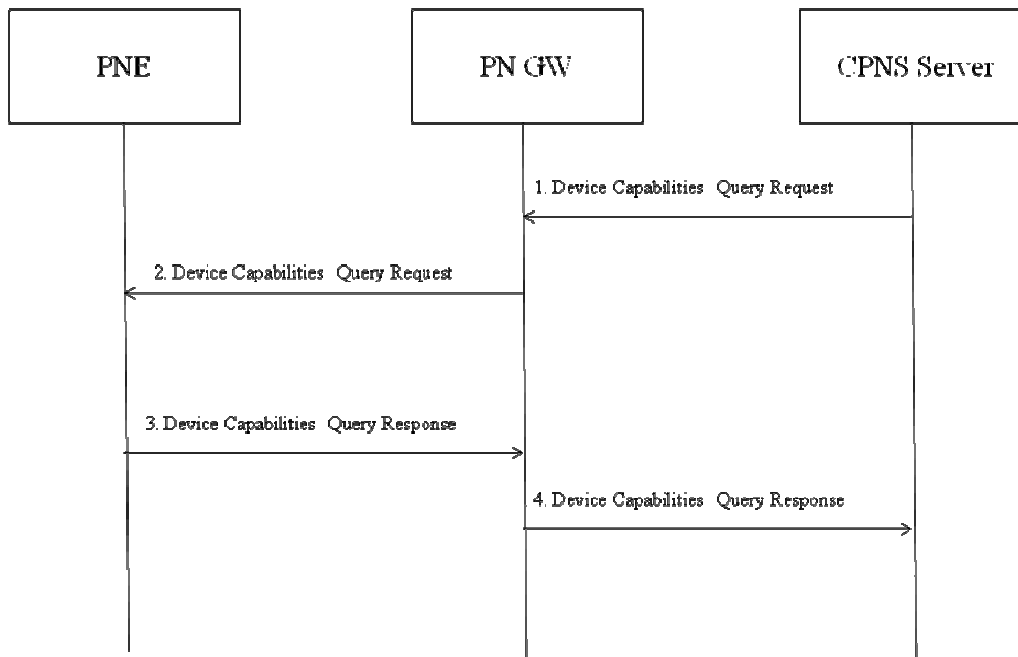 PNE
PN GW
CPNS Server
1. Device Capabilities Query Request
2. Device Capabilities Query Request
3. Device Capabilities Query Response
4. Device Capabilities Query Response